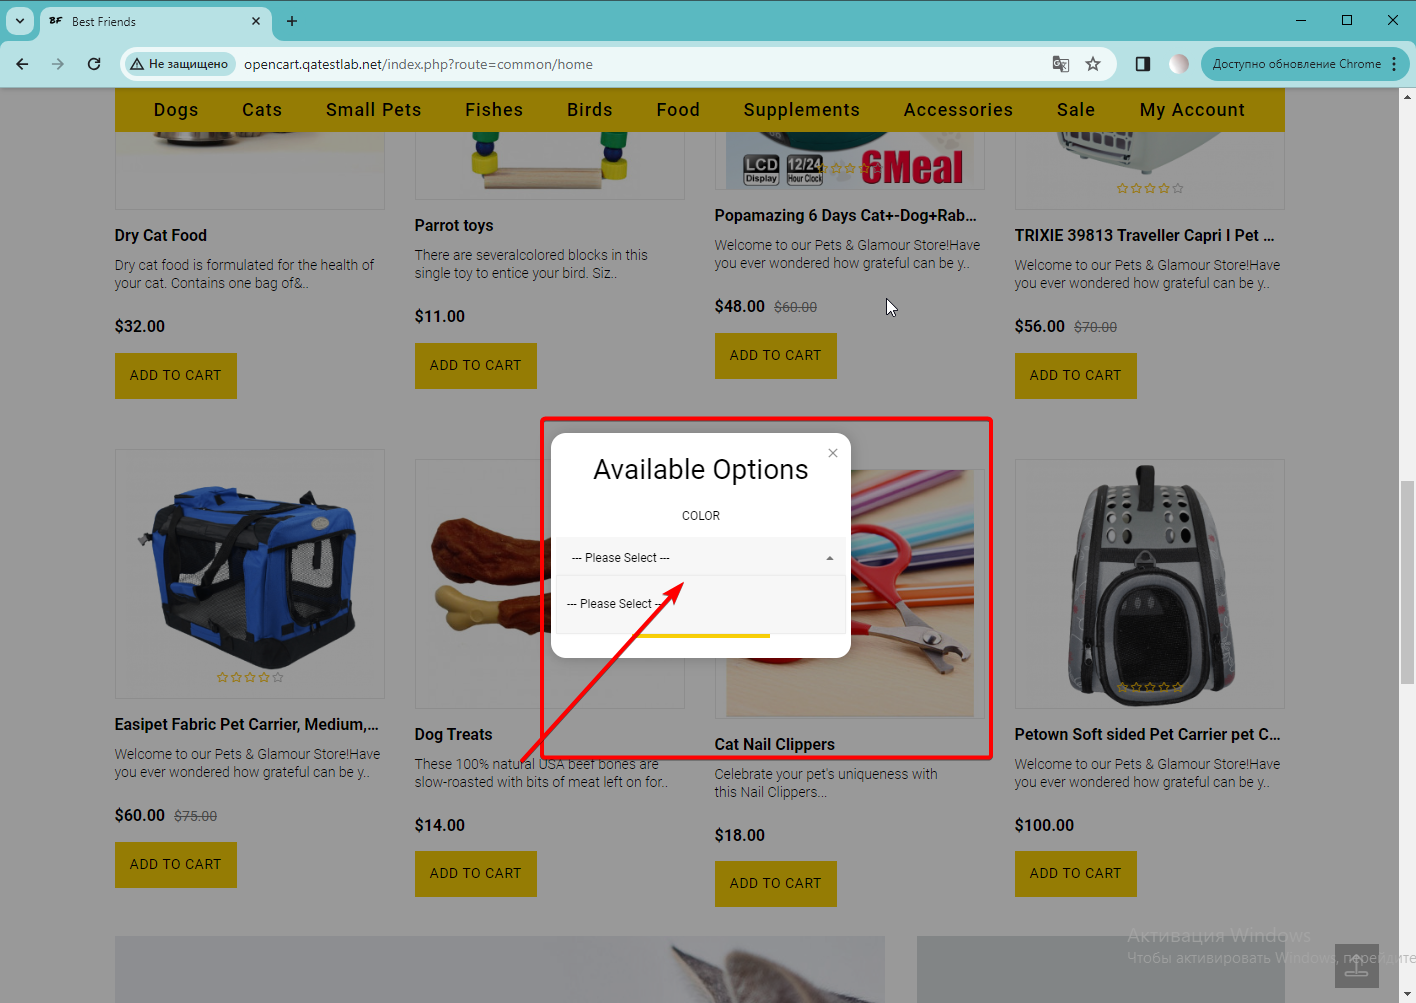 Best Friends
Не защищено
opencart.qatestlab.net/index.php?route=common/home
Доступно обновление Chrome
Dogs Cats Small Pets Fishes Birds Food Supplements Accessories Sale My Account
LCD Display 12/24 Hour Clock 6Meal
Dry Cat Food
Dry cat food is formulated for the health of
your cat. Contains one bag of&..
$32.00
ADD TO CART
Parrot toys
There are severalcolored blocks in this
single toy to entice your bird. Siz..
$11.00
ADD TO CART
Popamazing 6 Days Cat+-Dog+Rab...
Welcome to our Pets & Glamour Store!Have
you ever wondered how grateful can be y..
$48.00 $60.00
ADD TO CART
TRIXIE 39813 Traveller Capri I Pet ...
Welcome to our Pets & Glamour Store!Have
you ever wondered how grateful can be y..
$56.00 $70.00
ADD TO CART
Available Options
COLOR
--- Please Select ---
--- Please Select ---
Easipet Fabric Pet Carrier, Medium,...
Welcome to our Pets & Glamour Store!Have
you ever wondered how grateful can be y..
$60.00 $75.00
ADD TO CART
Dog Treats
These 100% natural USA beef bones are
slow-roasted with bits of meat left on for..
$14.00
ADD TO CART
Cat Nail Clippers
Celebrate your pet's uniqueness with
this Nail Clippers...
$18.00
ADD TO CART
Petown Soft sided Pet Carrier pet C...
Welcome to our Pets & Glamour Store!Have
you ever wondered how grateful can be y..
$100.00
ADD TO CART
Активация Windows
Чтобы активировать Windows, перейдите